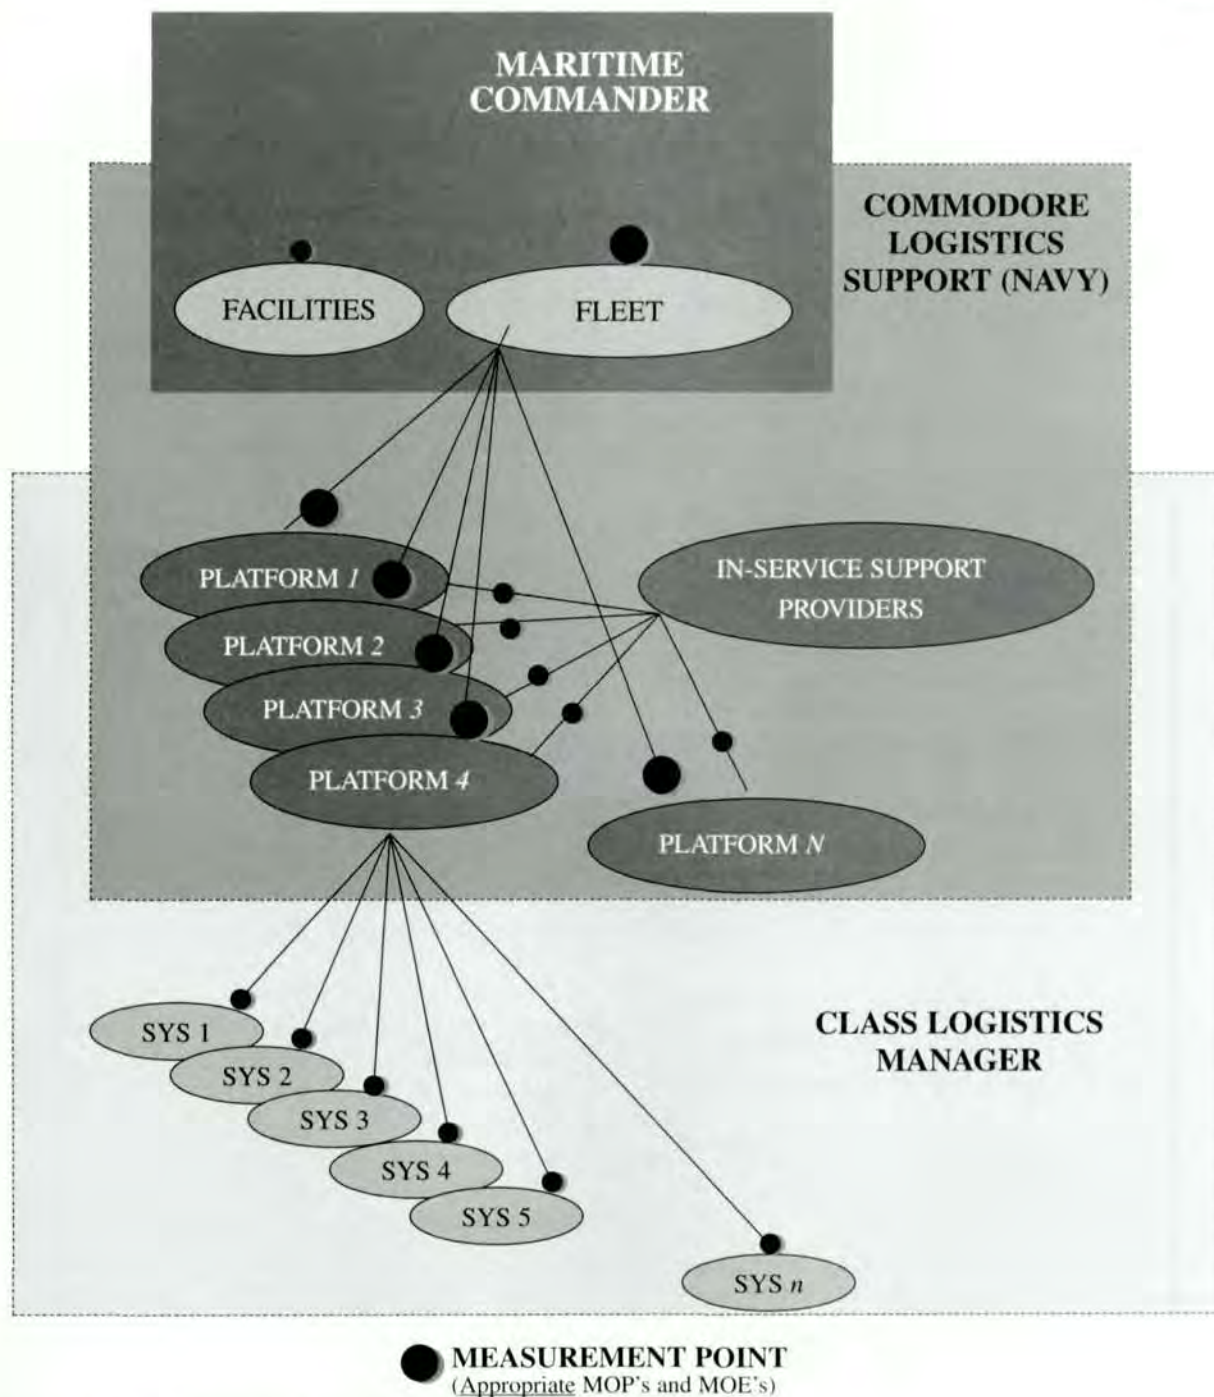 MARITIME
COMMANDER
COMMODORE
LOGISTICS
SUPPORT (NAVY)
FACILITIES
FLEET
PLATFORM 1
IN-SERVICE SUPPORT
PROVIDERS
PLATFORM 2
PLATFORM 3
PLATFORM 4
PLATFORM N
CLASS LOGISTICS
MANAGER
SYS 1
SYS 2
SYS 3
SYS 4
SYS 5
SYS n
MEASUREMENT POINT
(Appropriate MOP's and MOE's)